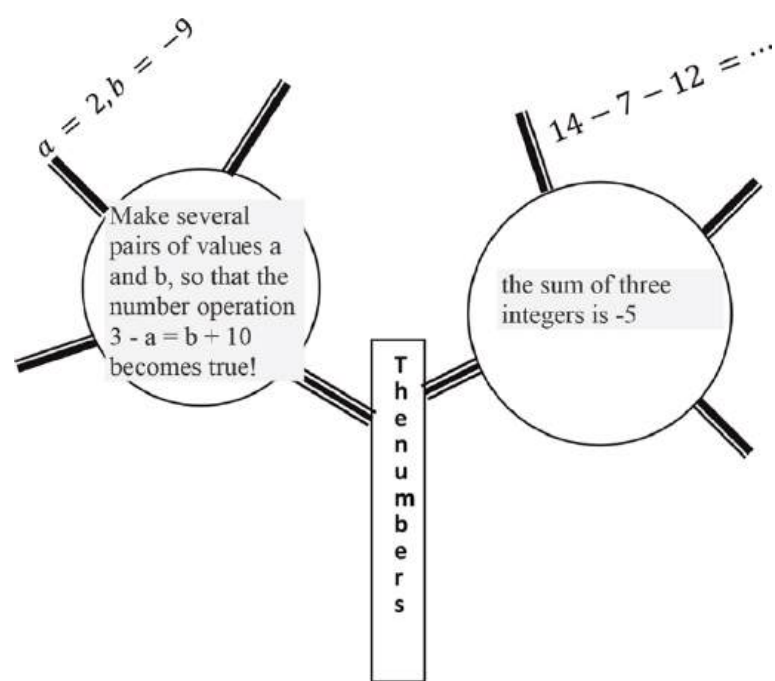 a = 2, b = −9
14 − 7 − 12 = ...
Make several
pairs of values a
and b, so that the
number operation
3 - a = b + 10
becomes true!
the sum of three
integers is -5
Thenumbers